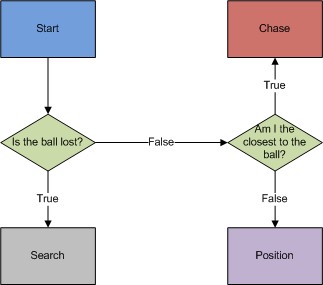 Start
Chase
True
Is the ball lost?
False
Am I the
closest to the
ball?
True
False
Search
Position